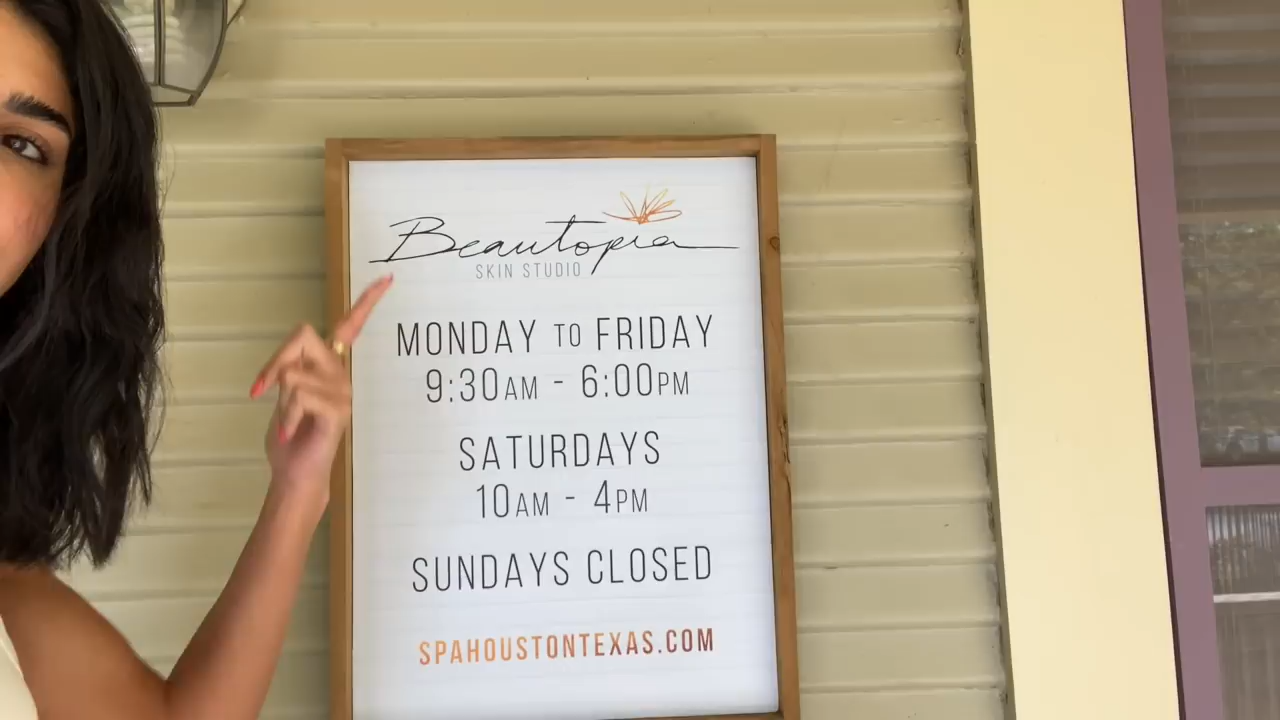 Beautopia
SKIN STUDIO
MONDAY TO FRIDAY
9:30AM - 6:00PM
SATURDAYS
10AM - 4PM
SUNDAYS CLOSED
SPAHOUSTONTEXAS.COM